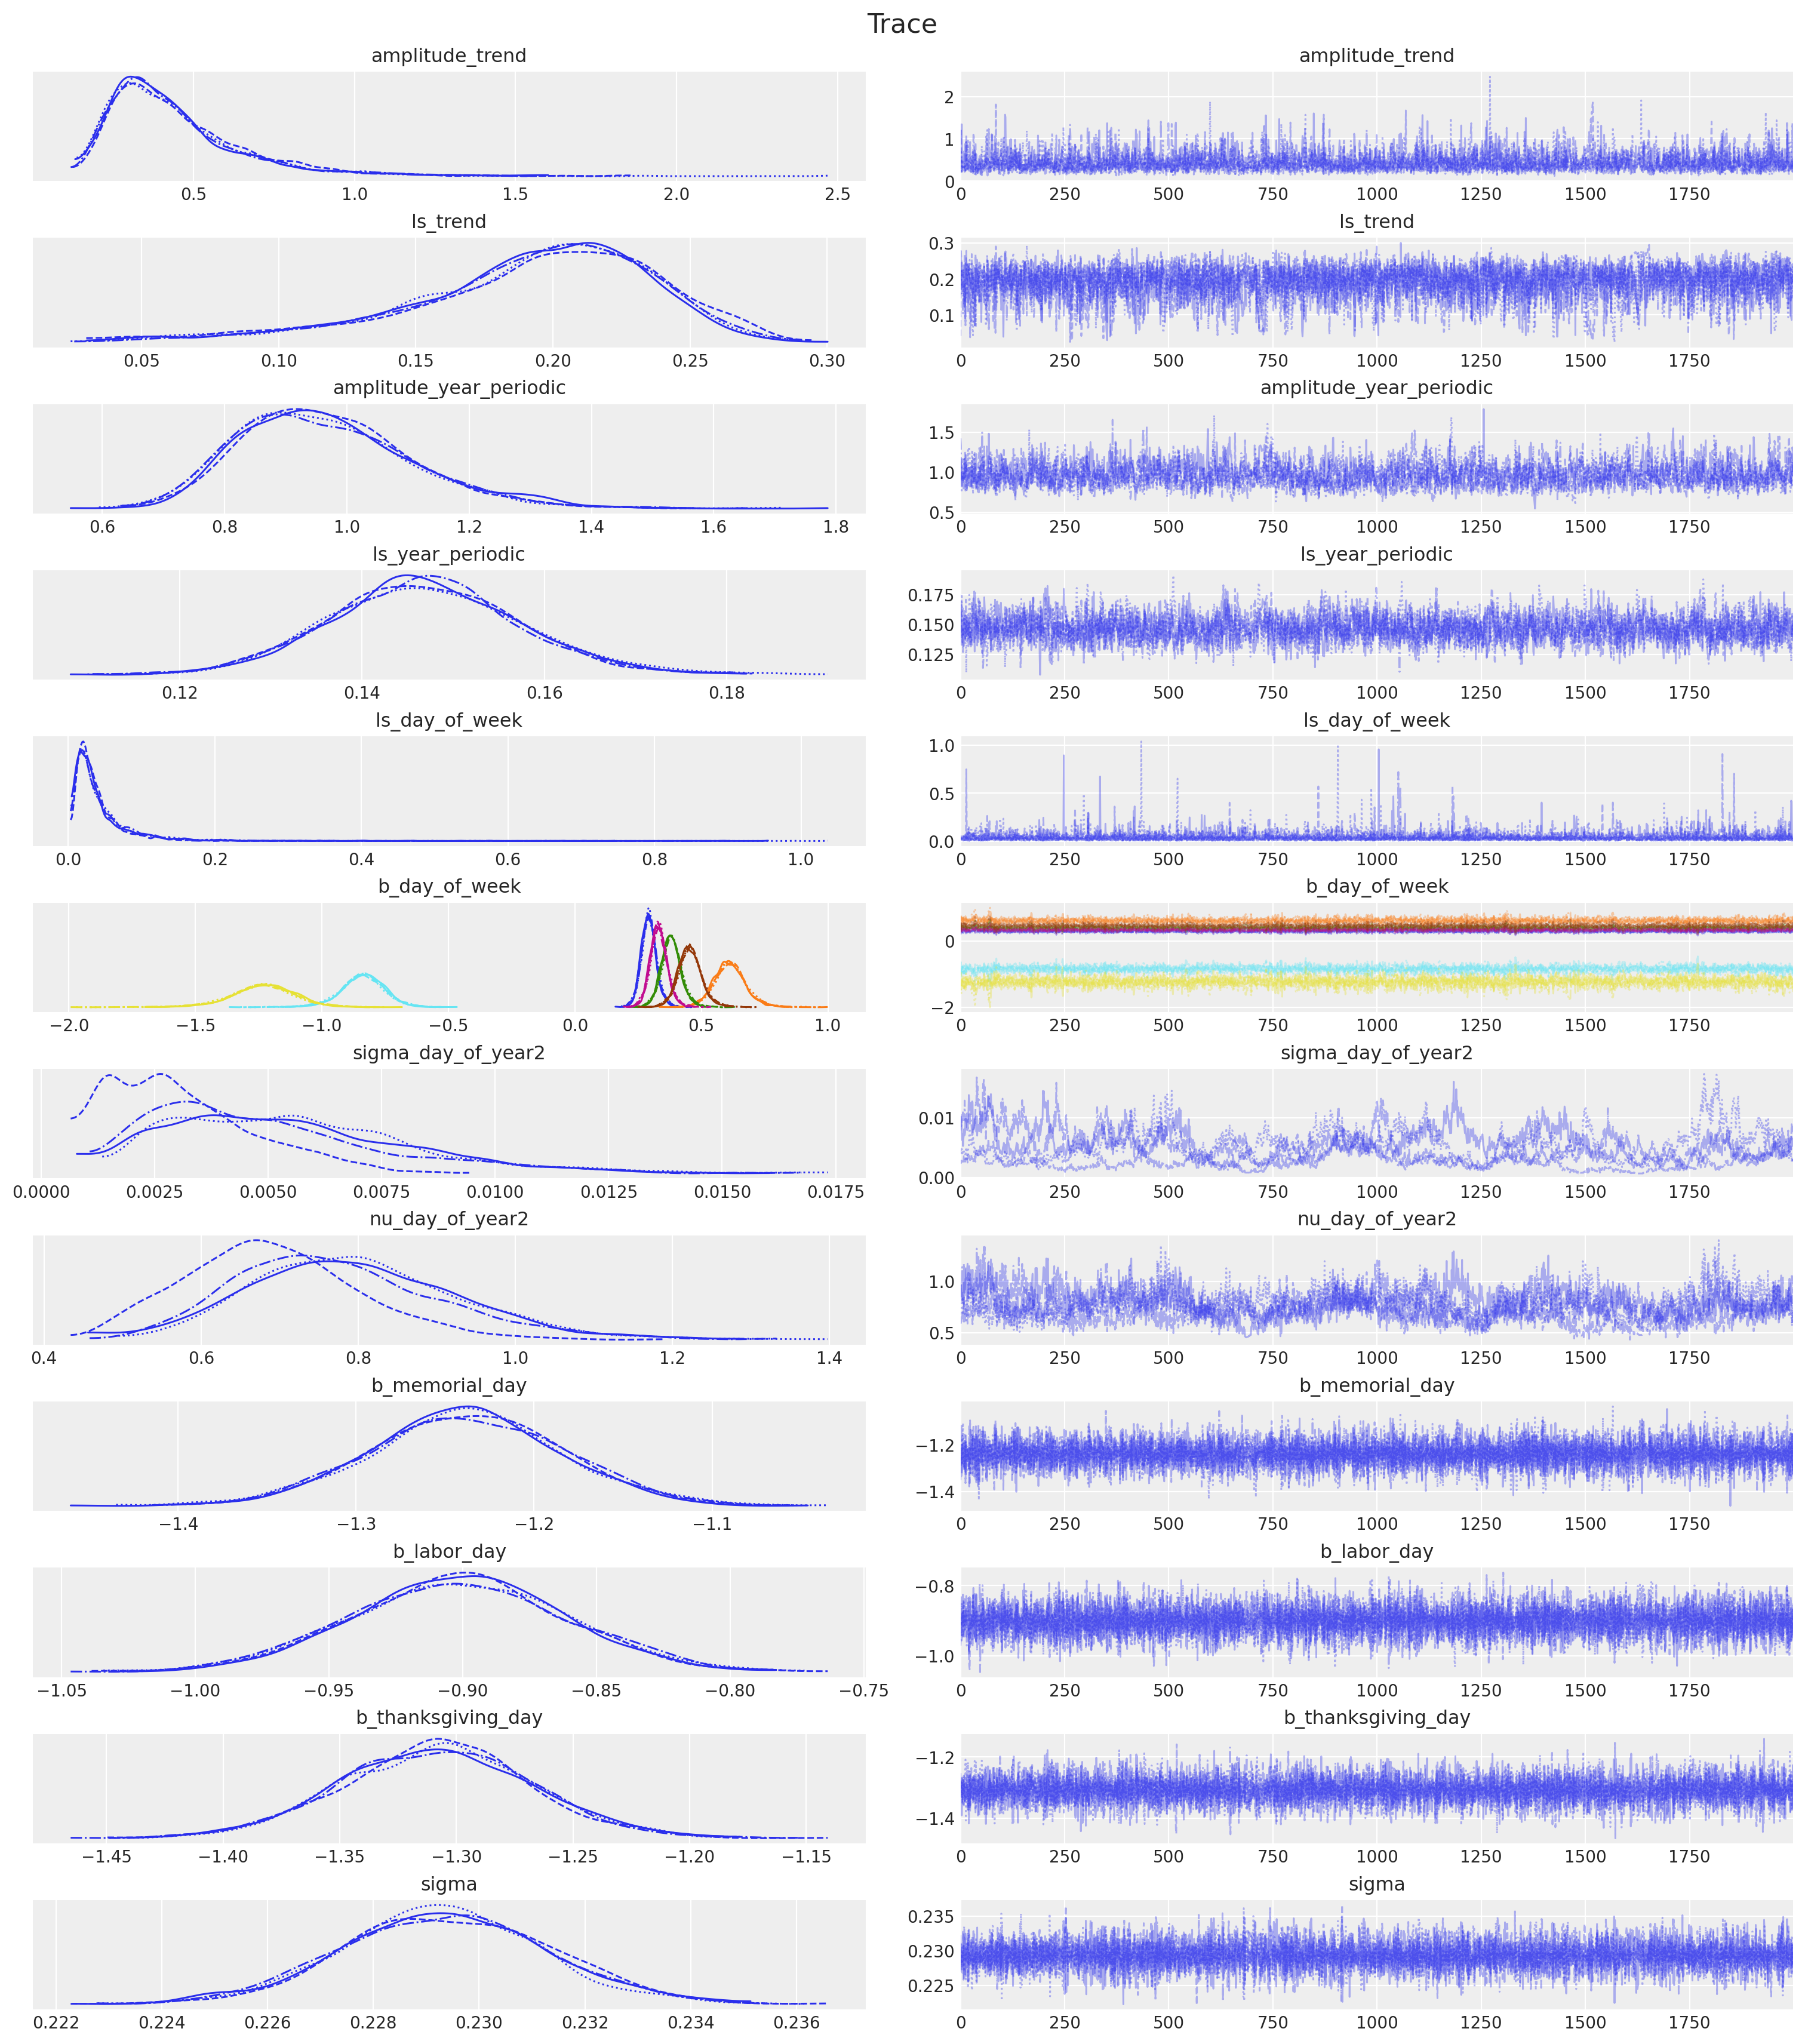 Trace
amplitude_trend amplitude_trend
2
1
0
0.5 1.0 1.5 2.0 2.5 0 250 500 750 1000 1250 1500 1750
ls_trend ls_trend
0.3
0.2
0.1
0.05 0.10 0.15 0.20 0.25 0.30 0 250 500 750 1000 1250 1500 1750
amplitude_year_periodic amplitude_year_periodic
1.5
1.0
0.5
0.6 0.8 1.0 1.2 1.4 1.6 1.8 0 250 500 750 1000 1250 1500 1750
ls_year_periodic ls_year_periodic
0.175
0.150
0.125
0.12 0.14 0.16 0.18 0 250 500 750 1000 1250 1500 1750
ls_day_of_week ls_day_of_week
1.0
0.5
0.0
0.0 0.2 0.4 0.6 0.8 1.0 0 250 500 750 1000 1250 1500 1750
b_day_of_week b_day_of_week
0
−2
−2.0 −1.5 −1.0 −0.5 0.0 0.5 1.0 0 250 500 750 1000 1250 1500 1750
sigma_day_of_year2 sigma_day_of_year2
0.01
0.00
0.0000 0.0025 0.0050 0.0075 0.0100 0.0125 0.0150 0.0175 0 250 500 750 1000 1250 1500 1750
nu_day_of_year2 nu_day_of_year2
1.0
0.5
0.4 0.6 0.8 1.0 1.2 1.4 0 250 500 750 1000 1250 1500 1750
b_memorial_day b_memorial_day
−1.2
−1.4
−1.4 −1.3 −1.2 −1.1 0 250 500 750 1000 1250 1500 1750
b_labor_day b_labor_day
−0.8
−1.0
−1.05 −1.00 −0.95 −0.90 −0.85 −0.80 −0.75 0 250 500 750 1000 1250 1500 1750
b_thanksgiving_day b_thanksgiving_day
−1.2
−1.4
−1.45 −1.40 −1.35 −1.30 −1.25 −1.20 −1.15 0 250 500 750 1000 1250 1500 1750
sigma sigma
0.235
0.230
0.225
0.222 0.224 0.226 0.228 0.230 0.232 0.234 0.236 0 250 500 750 1000 1250 1500 1750